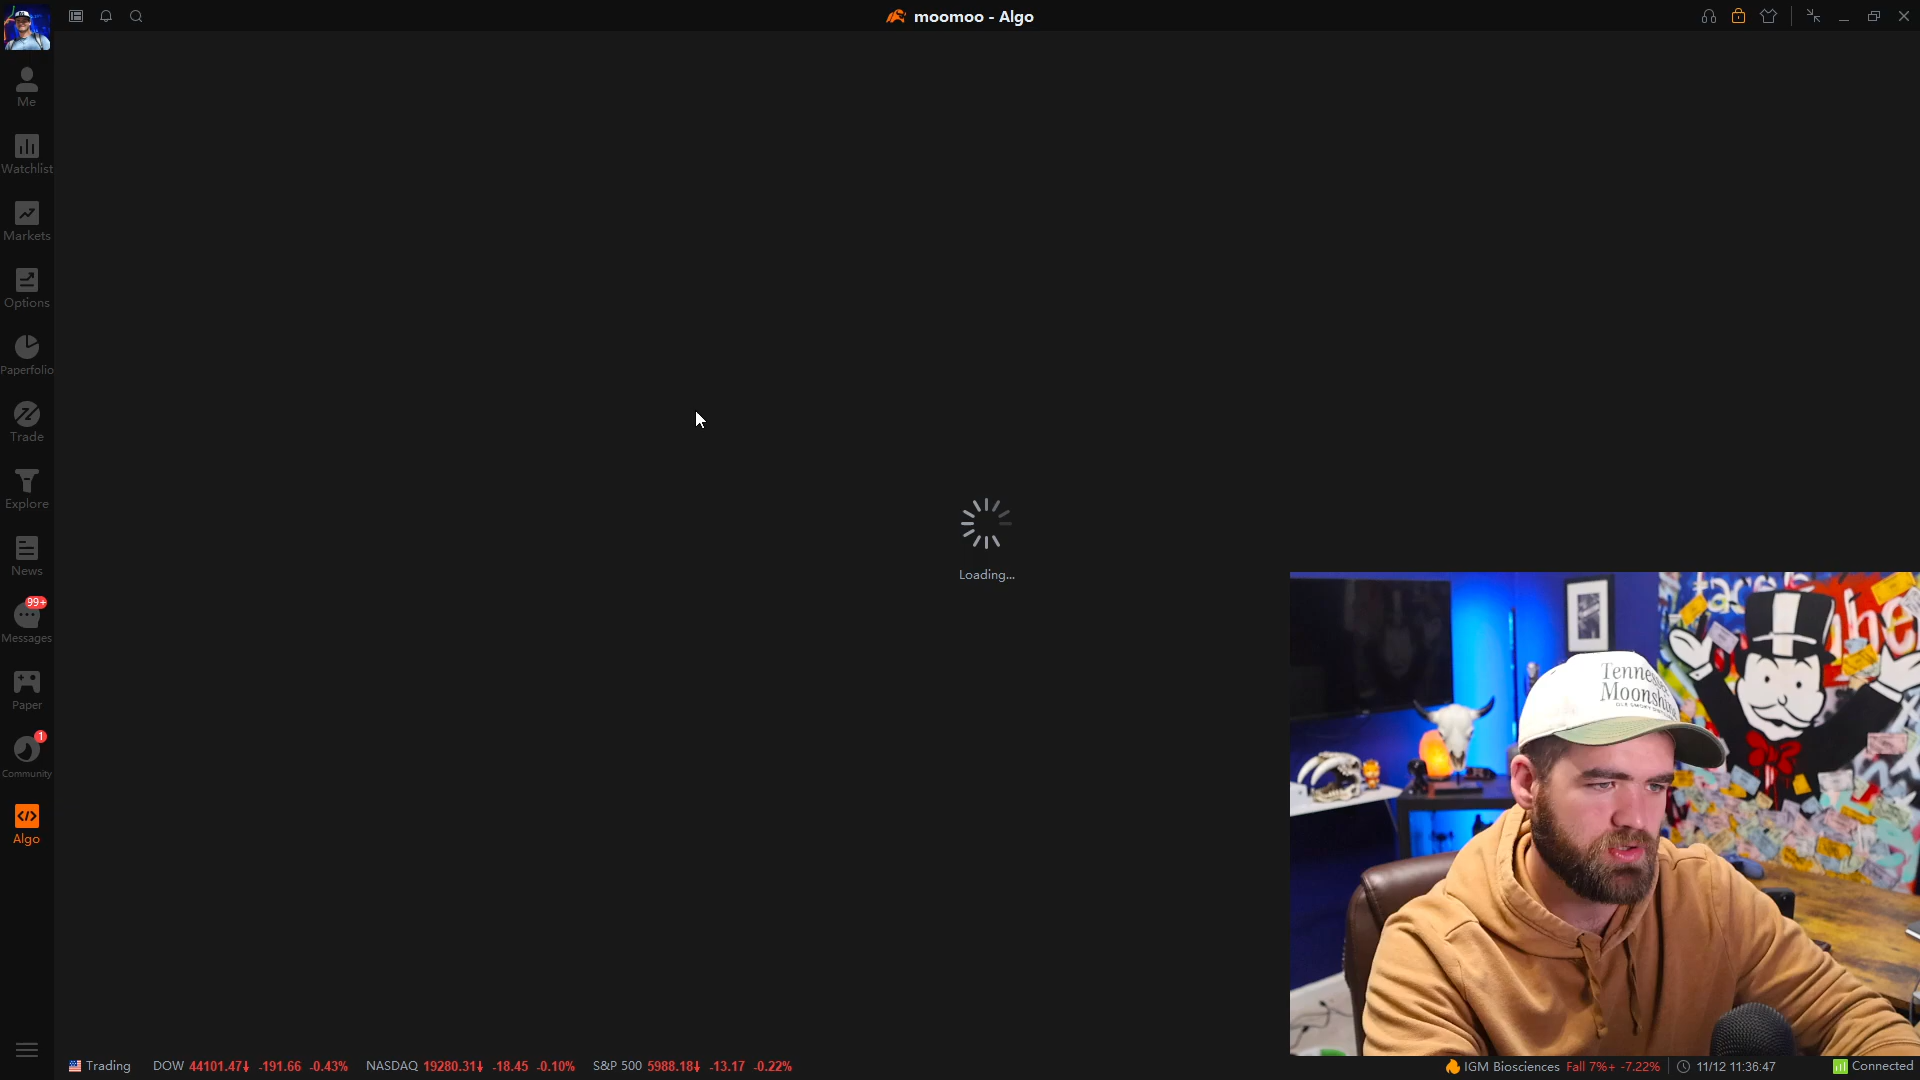 moomoo - Algo
Me
Watchlist
Markets
Options
Paperfolio
Trade
Explore
News
99+
Messages
Paper
1
Community
Algo
Loading...
Tennes
Moonshi
Trading DOW 44101.47↓ -191.66 -0.43% NASDAQ 19280.31↓ -18.45 -0.10% S&P 500 5988.18↓ -13.17 -0.22%
IGM Biosciences Fall 7%+ -7.22% 11/12 11:36:47 Connected